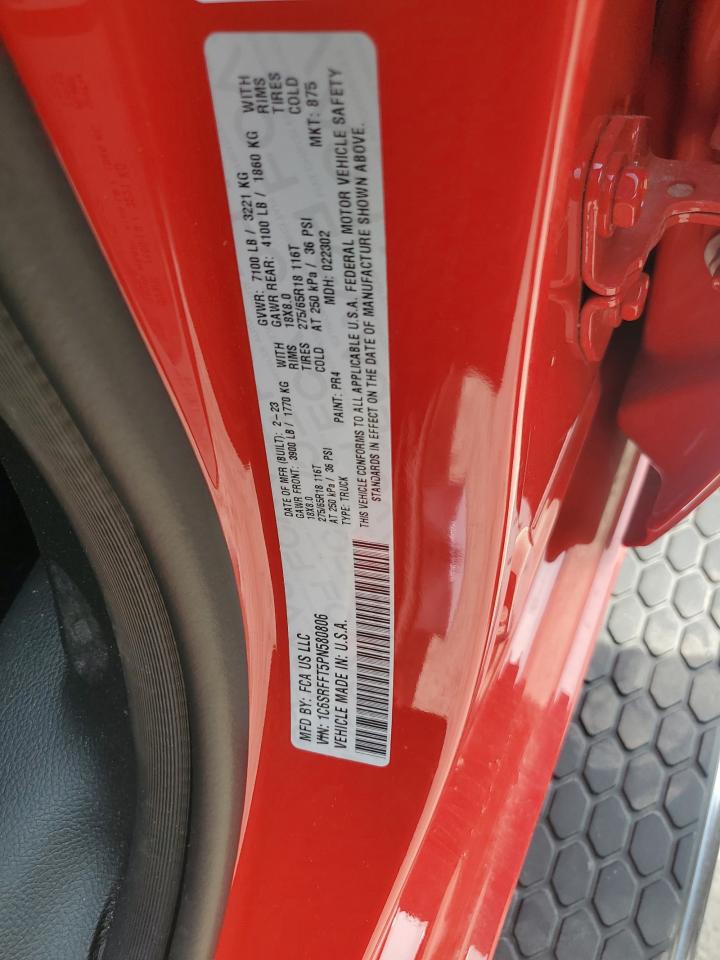 MFD BY: FCA US LLC
VIN: 1C6SRFFT5PN580806
VEHICLE MADE IN: U.S.A.
DATE OF MFR (BUILT): 2-23
GAWR FRONT: 3900 LB / 1770 KG WITH
18X8.0 RIMS
275/65R18 116T TIRES
AT 250 kPa / 36 PSI COLD
TYPE: TRUCK
PAINT: PR4
GVWR: 7100 LB / 3221 KG
GAWR REAR: 4100 LB / 1860 KG WITH
18X8.0 RIMS
275/65R18 116T TIRES
AT 250 kPa / 36 PSI COLD
MDH: 022302 MKT: 875
THIS VEHICLE CONFORMS TO ALL APPLICABLE U.S.A. FEDERAL MOTOR VEHICLE SAFETY
STANDARDS IN EFFECT ON THE DATE OF MANUFACTURE SHOWN ABOVE.